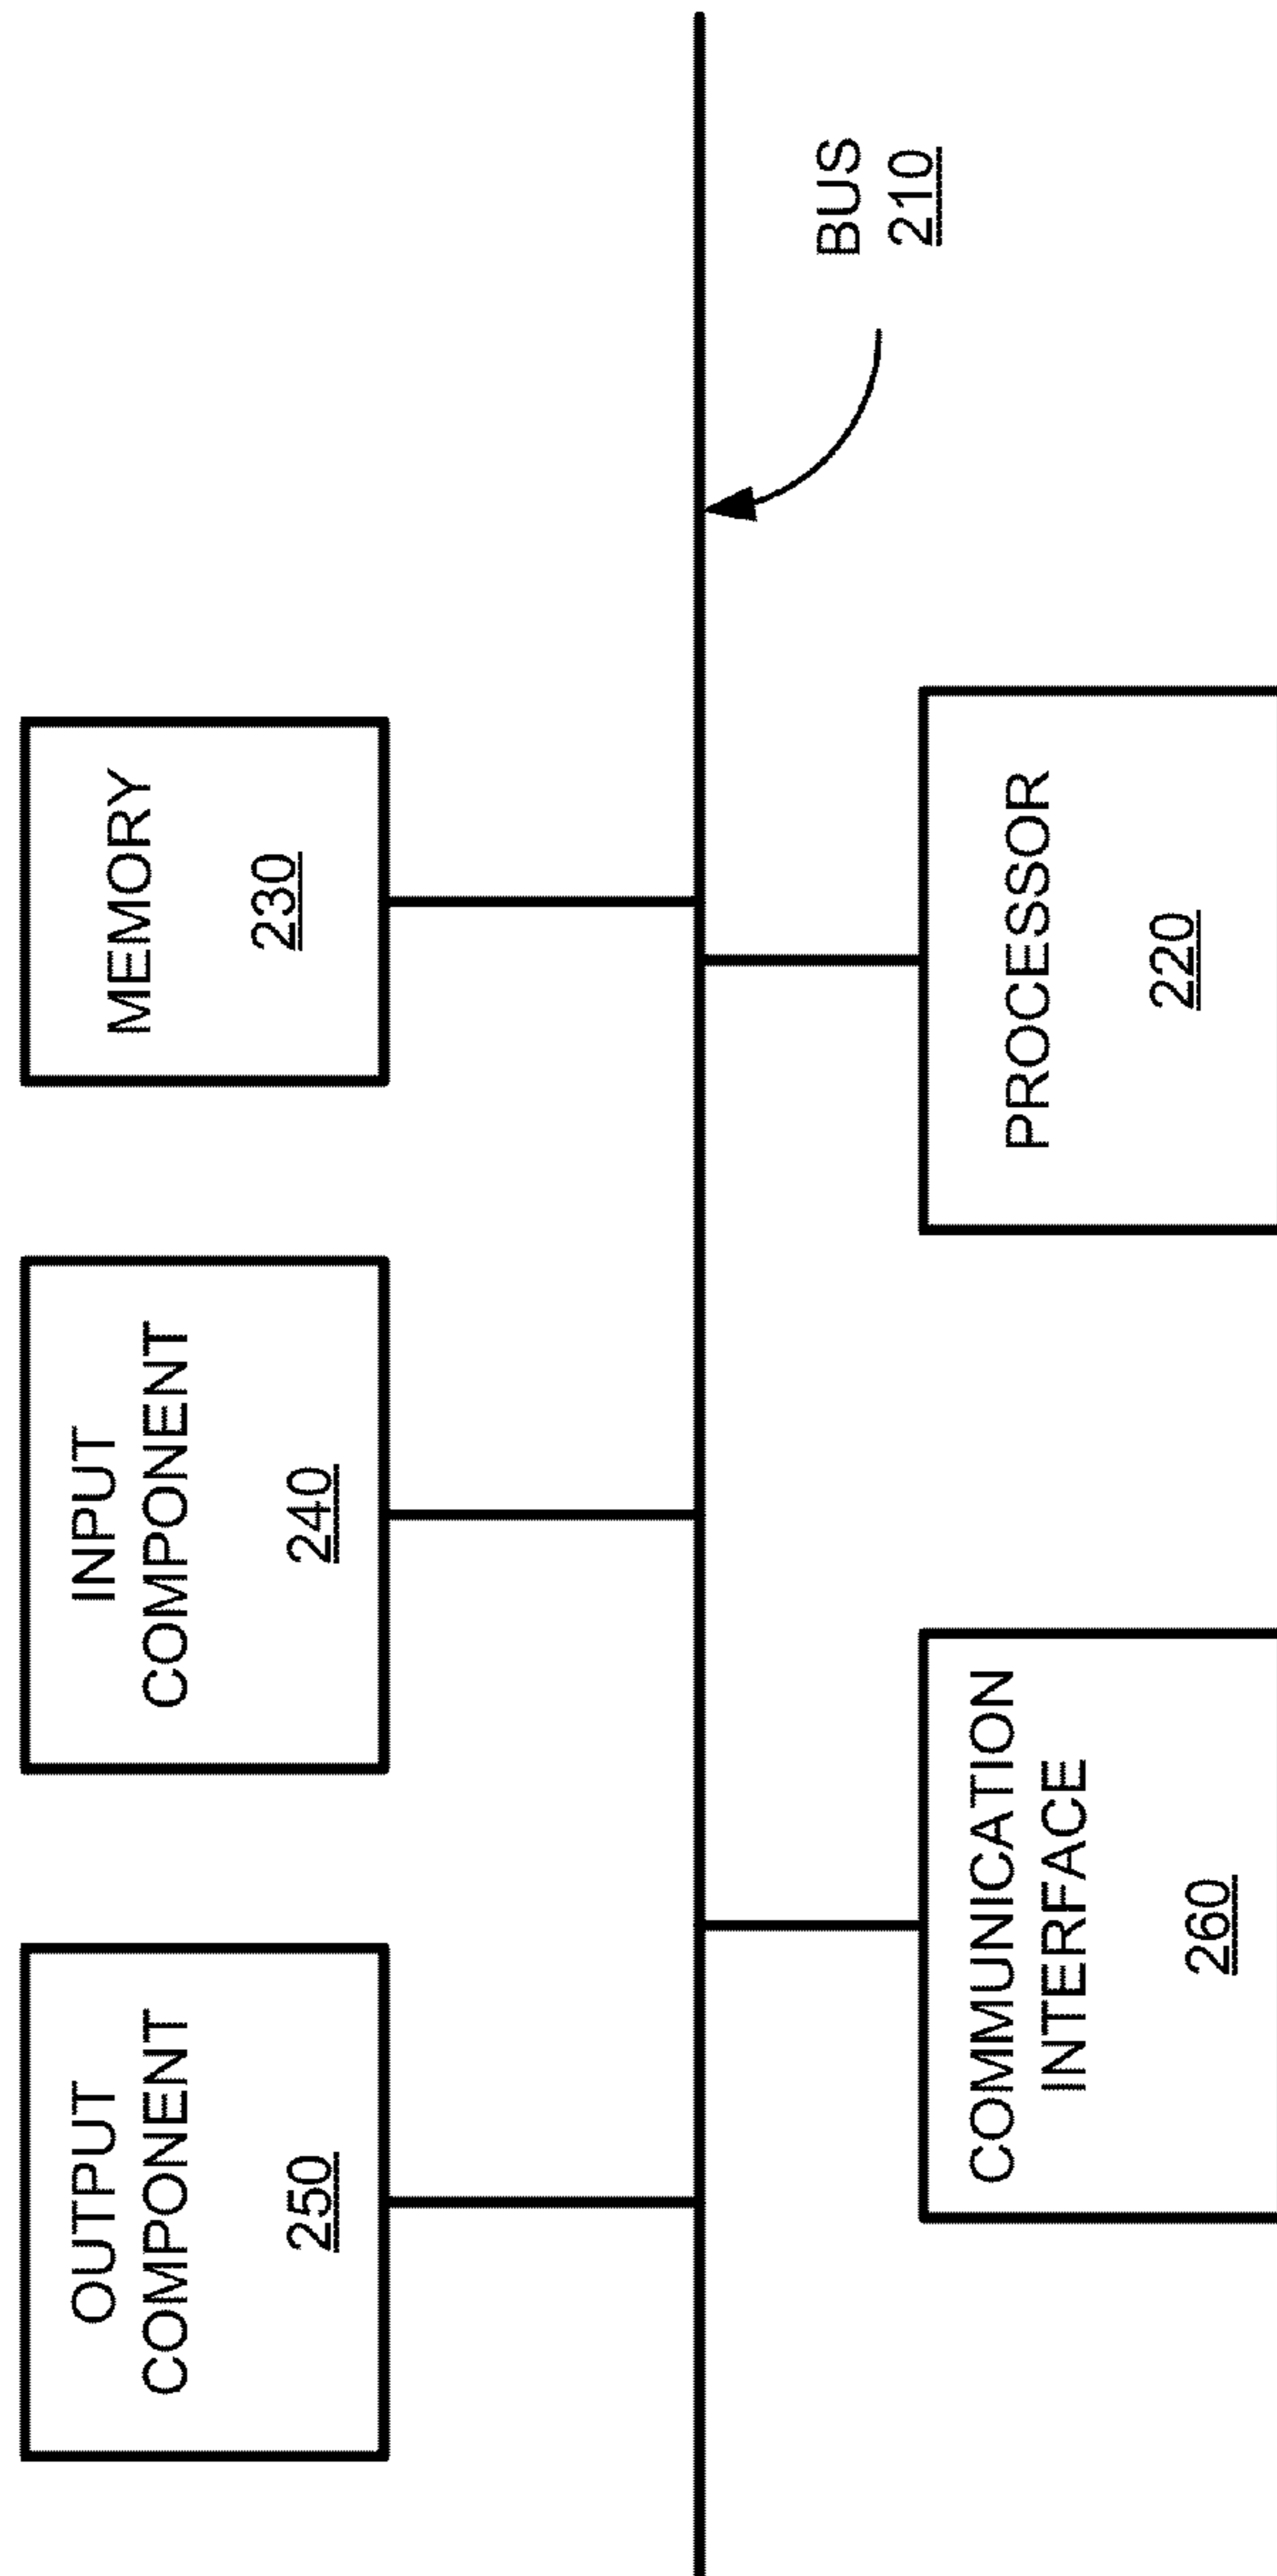 OUTPUT
COMPONENT
250
INPUT
COMPONENT
240
MEMORY
230
BUS
210
COMMUNICATION
INTERFACE
260
PROCESSOR
220